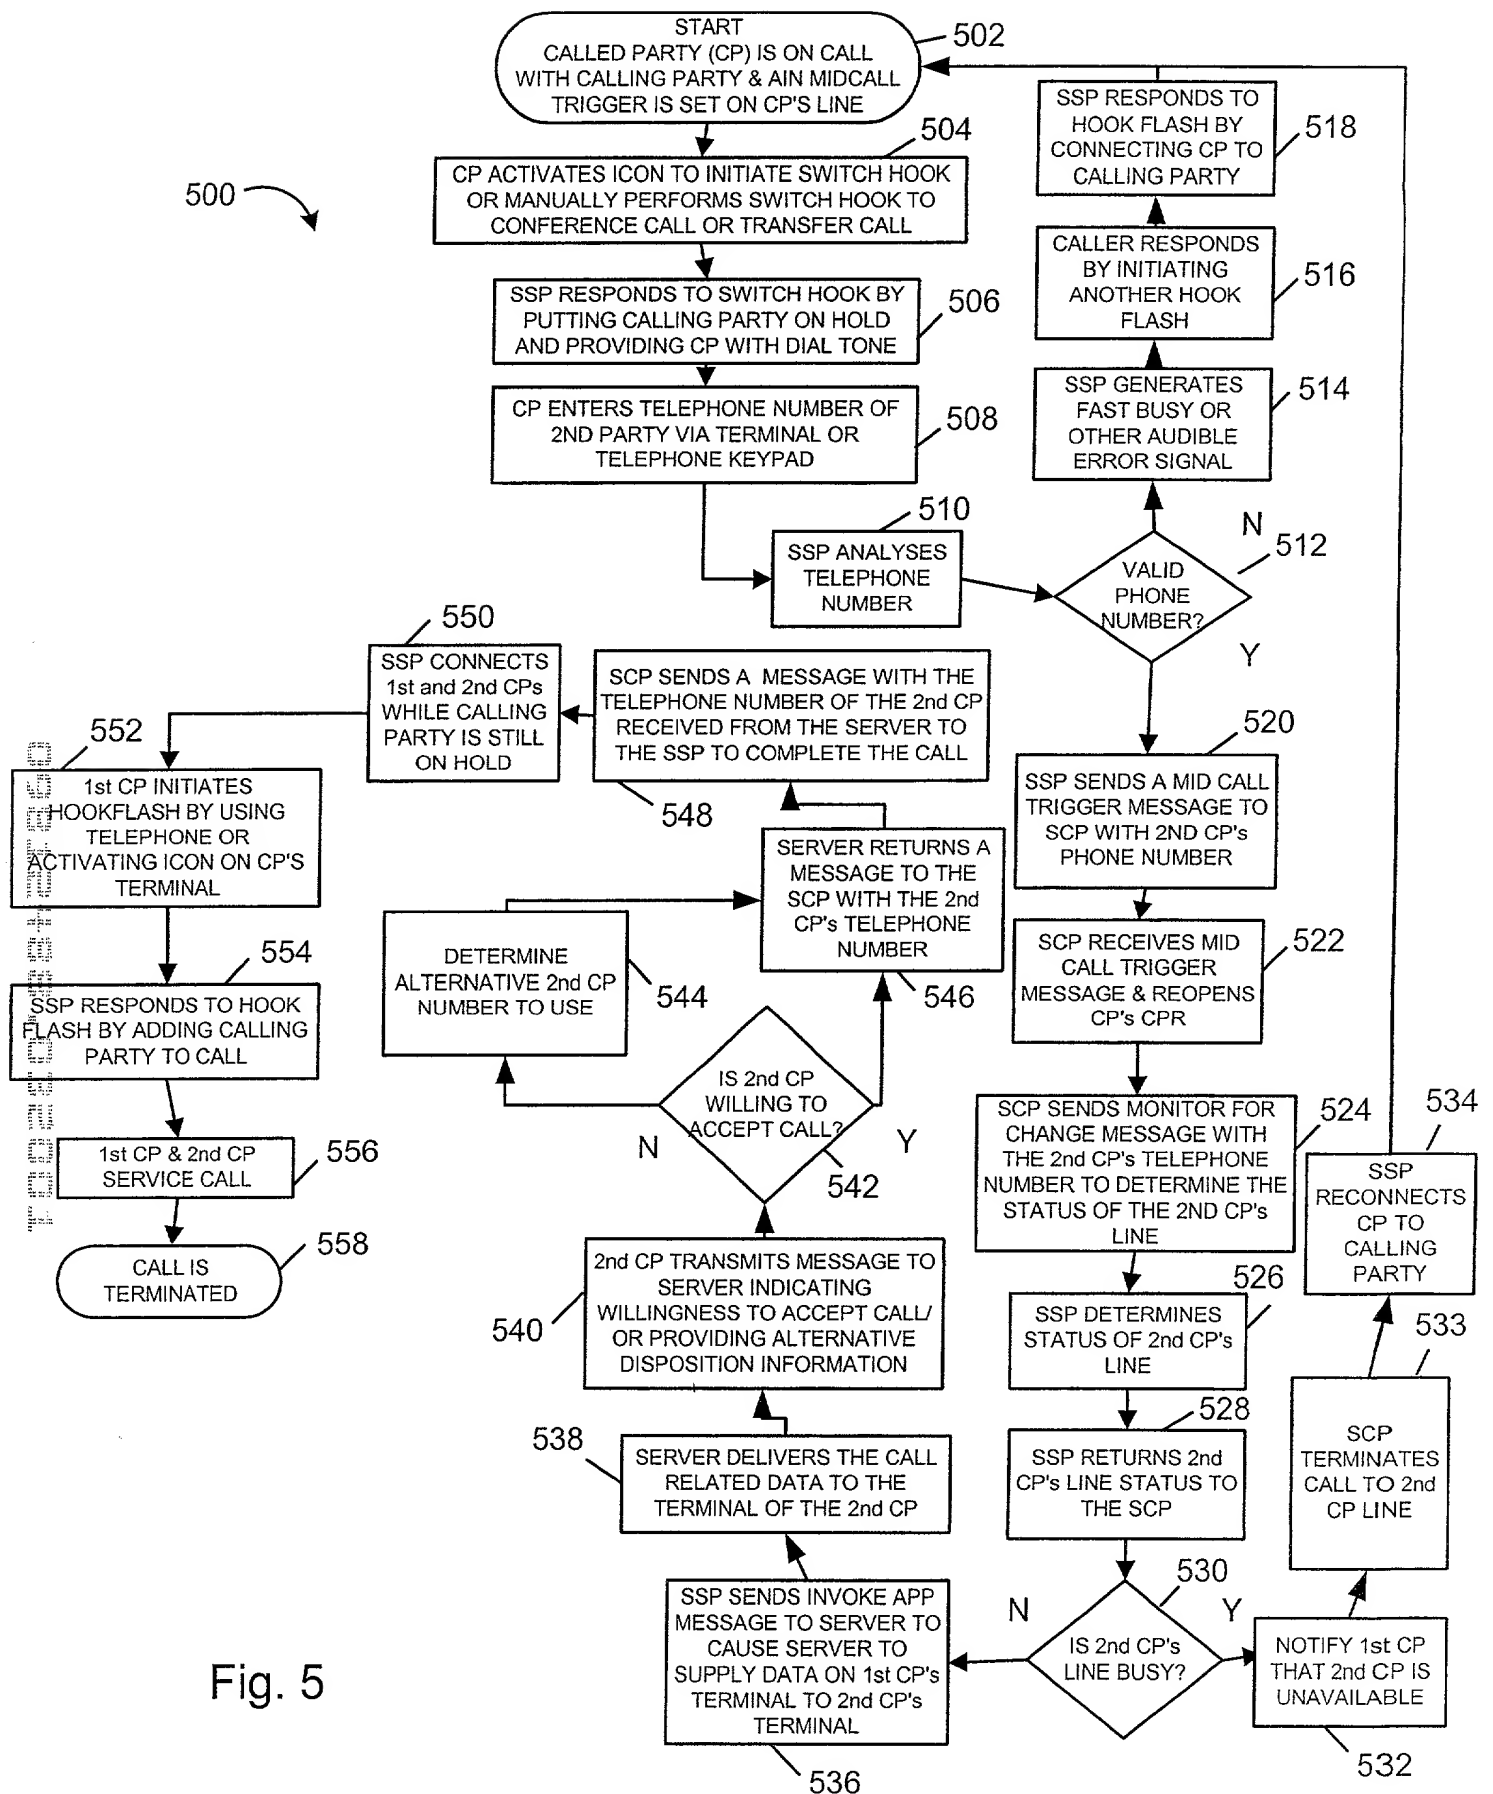 START
CALLED PARTY (CP) IS ON CALL
WITH CALLING PARTY & AIN MIDCALL
TRIGGER IS SET ON CP'S LINE
502
504
CP ACTIVATES ICON TO INITIATE SWITCH HOOK
OR MANUALLY PERFORMS SWITCH HOOK TO
CONFERENCE CALL OR TRANSFER CALL
500
506
SSP RESPONDS TO SWITCH HOOK BY
PUTTING CALLING PARTY ON HOLD
AND PROVIDING CP WITH DIAL TONE
508
CP ENTERS TELEPHONE NUMBER OF
2ND PARTY VIA TERMINAL OR
TELEPHONE KEYPAD
510
SSP ANALYSES
TELEPHONE
NUMBER
512
VALID
PHONE
NUMBER?
N
Y
514
SSP GENERATES
FAST BUSY OR
OTHER AUDIBLE
ERROR SIGNAL
516
CALLER RESPONDS
BY INITIATING
ANOTHER HOOK
FLASH
518
SSP RESPONDS TO
HOOK FLASH BY
CONNECTING CP TO
CALLING PARTY
520
SSP SENDS A MID CALL
TRIGGER MESSAGE TO
SCP WITH 2ND CP's
PHONE NUMBER
522
SCP RECEIVES MID
CALL TRIGGER
MESSAGE & REOPENS
CP's CPR
524
SCP SENDS MONITOR FOR
CHANGE MESSAGE WITH
THE 2nd CP's TELEPHONE
NUMBER TO DETERMINE THE
STATUS OF THE 2ND CP's
LINE
526
SSP DETERMINES
STATUS OF 2nd CP's
LINE
528
SSP RETURNS 2nd
CP's LINE STATUS TO
THE SCP
530
IS 2nd CP's
LINE BUSY?
N
Y
532
NOTIFY 1st CP
THAT 2nd CP IS
UNAVAILABLE
533
SCP
TERMINATES
CALL TO 2nd
CP LINE
534
SSP
RECONNECTS
CP TO
CALLING
PARTY
536
SSP SENDS INVOKE APP
MESSAGE TO SERVER TO
CAUSE SERVER TO
SUPPLY DATA ON 1st CP's
TERMINAL TO 2nd CP's
TERMINAL
538
SERVER DELIVERS THE CALL
RELATED DATA TO THE
TERMINAL OF THE 2nd CP
540
2nd CP TRANSMITS MESSAGE TO
SERVER INDICATING
WILLINGNESS TO ACCEPT CALL/
OR PROVIDING ALTERNATIVE
DISPOSITION INFORMATION
542
IS 2nd CP
WILLING TO
ACCEPT CALL?
N
Y
544
DETERMINE
ALTERNATIVE 2nd CP
NUMBER TO USE
546
SERVER RETURNS A
MESSAGE TO THE
SCP WITH THE 2nd
CP's TELEPHONE
NUMBER
548
SCP SENDS A MESSAGE WITH THE
TELEPHONE NUMBER OF THE 2nd CP
RECEIVED FROM THE SERVER TO
THE SSP TO COMPLETE THE CALL
550
SSP CONNECTS
1st and 2nd CPs
WHILE CALLING
PARTY IS STILL
ON HOLD
552
1st CP INITIATES
HOOKFLASH BY USING
TELEPHONE OR
ACTIVATING ICON ON CP'S
TERMINAL
554
SSP RESPONDS TO HOOK
FLASH BY ADDING CALLING
PARTY TO CALL
556
1st CP & 2nd CP
SERVICE CALL
558
CALL IS
TERMINATED
Fig. 5